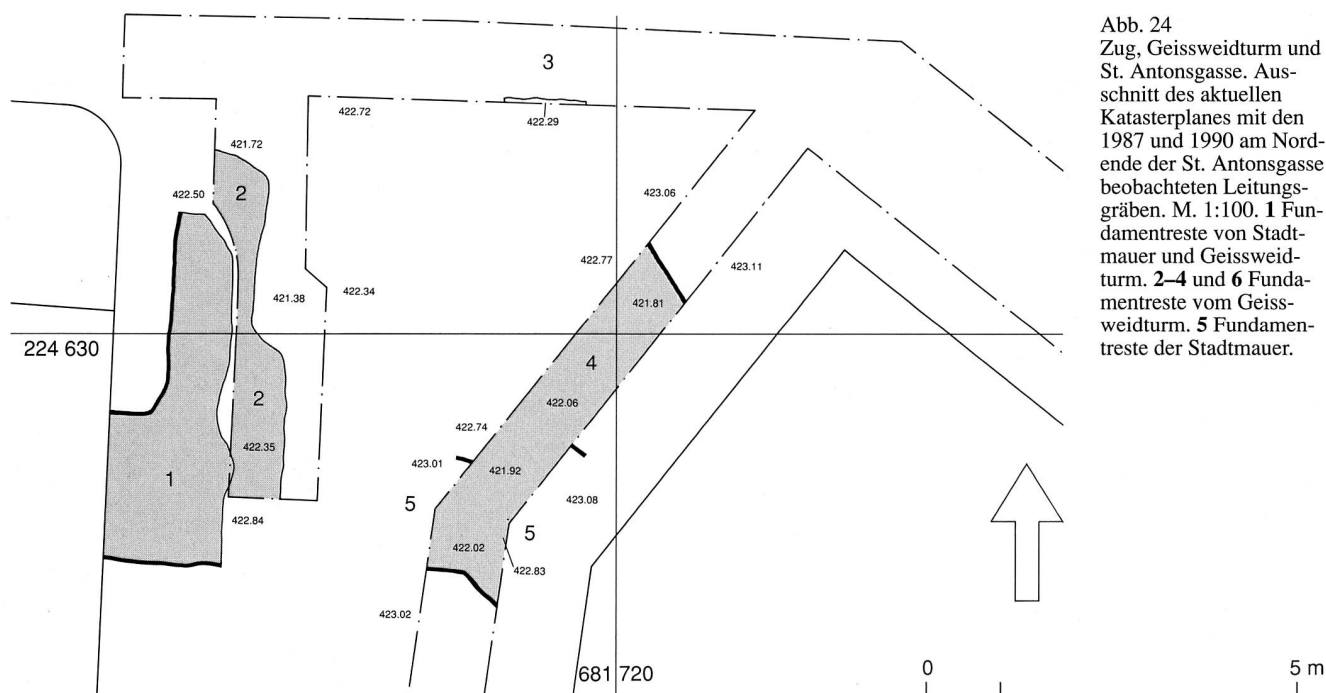 Abb. 24
Zug, Geissweidturm und
St. Antonsgasse. Aus-
schnitt des aktuellen
Katasterplanes mit den
1987 und 1990 am Nord-
ende der St. Antonsgasse
beobachteten Leitungs-
gräben. M. 1:100. 1 Fun-
damentreste von Stadt-
mauer und Geissweid-
turm. 2–4 und 6 Funda-
mentreste vom Geiss-
weidturm. 5 Fundamen-
treste der Stadtmauer.
3
422.72
422.29
421.72
422.50
2
423.06
422.77
423.11
421.81
421.38
422.34
224 630
4
2
422.06
422.74
422.35
423.01
421.92
1
423.08
5
422.84
5
422.02
422.83
423.02
681 720
0
5 m